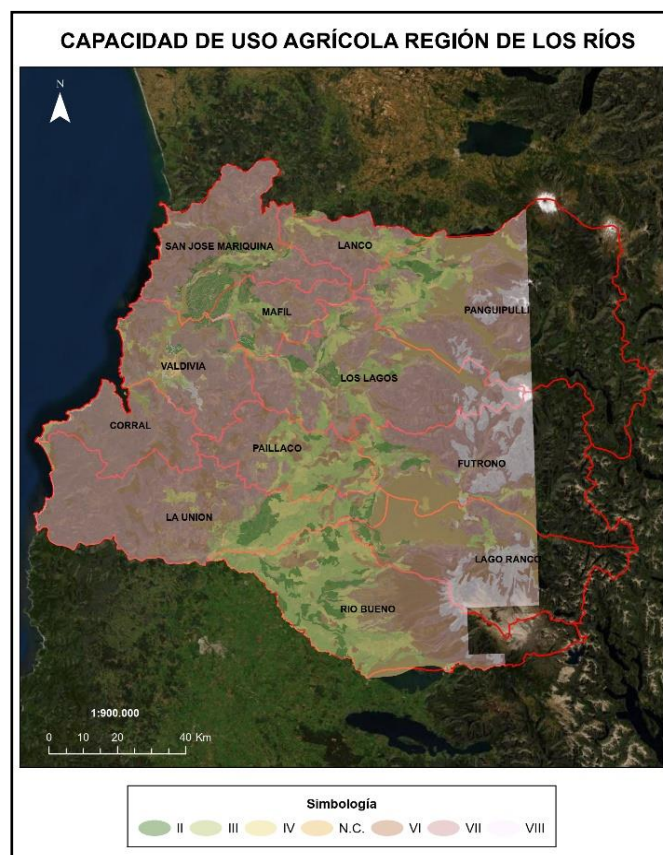 CAPACIDAD DE USO AGRÍCOLA REGIÓN DE LOS RÍOS
N
SAN JOSE MARIQUINA
LANCO
MAFIL
PANGUIPULLI
VALDIVIA
LOS LAGOS
CORRAL
PAILLACO
FUTRONO
LA UNION
LAGO RANCO
RIO BUENO
1:900.000
0 10 20 40 Km
Simbología
II III IV N.C. VI VII VIII